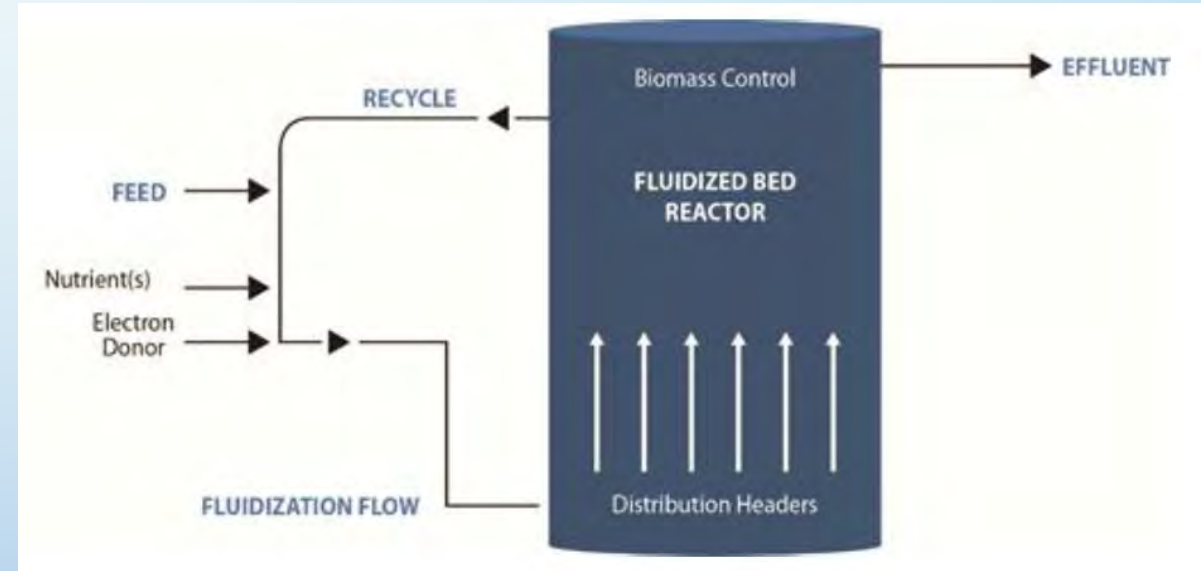 Biomass Control
EFFLUENT
RECYCLE
FEED
FLUIDIZED BED
REACTOR
Nutrient(s)
Electron
Donor
FLUIDIZATION FLOW
Distribution Headers